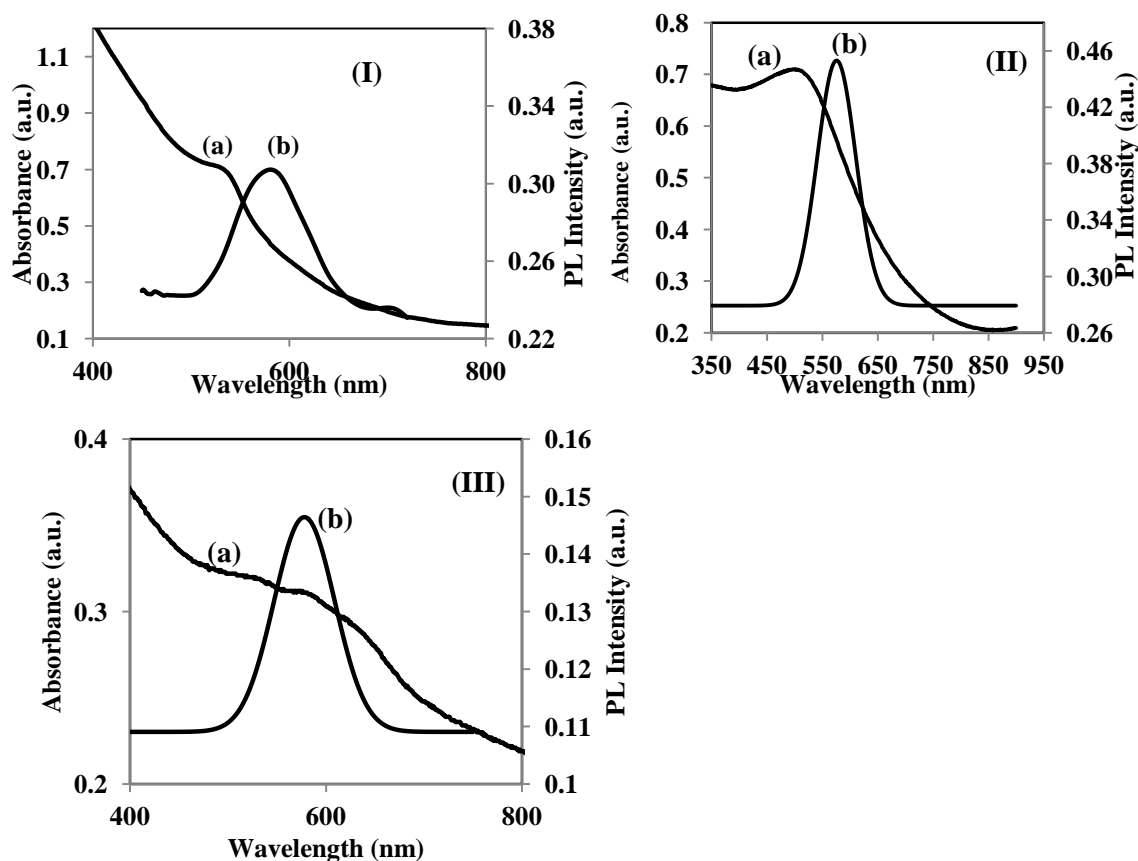 (I)
(a)
(b)
Absorbance (a.u.)
1.1
0.9
0.7
0.5
0.3
0.1
PL Intensity (a.u.)
0.38
0.34
0.30
0.26
0.22
400 600 800
Wavelength (nm)
(II)
(a)
(b)
Absorbance (a.u.)
0.8
0.7
0.6
0.5
0.4
0.3
0.2
PL Intensity (a.u.)
0.46
0.42
0.38
0.34
0.30
0.26
350 450 550 650 750 850 950
Wavelength (nm)
(III)
(a)
(b)
Absorbance (a.u.)
0.4
0.3
0.2
PL Intensity (a.u.)
0.16
0.15
0.14
0.13
0.12
0.11
0.1
400 600 800
Wavelength (nm)